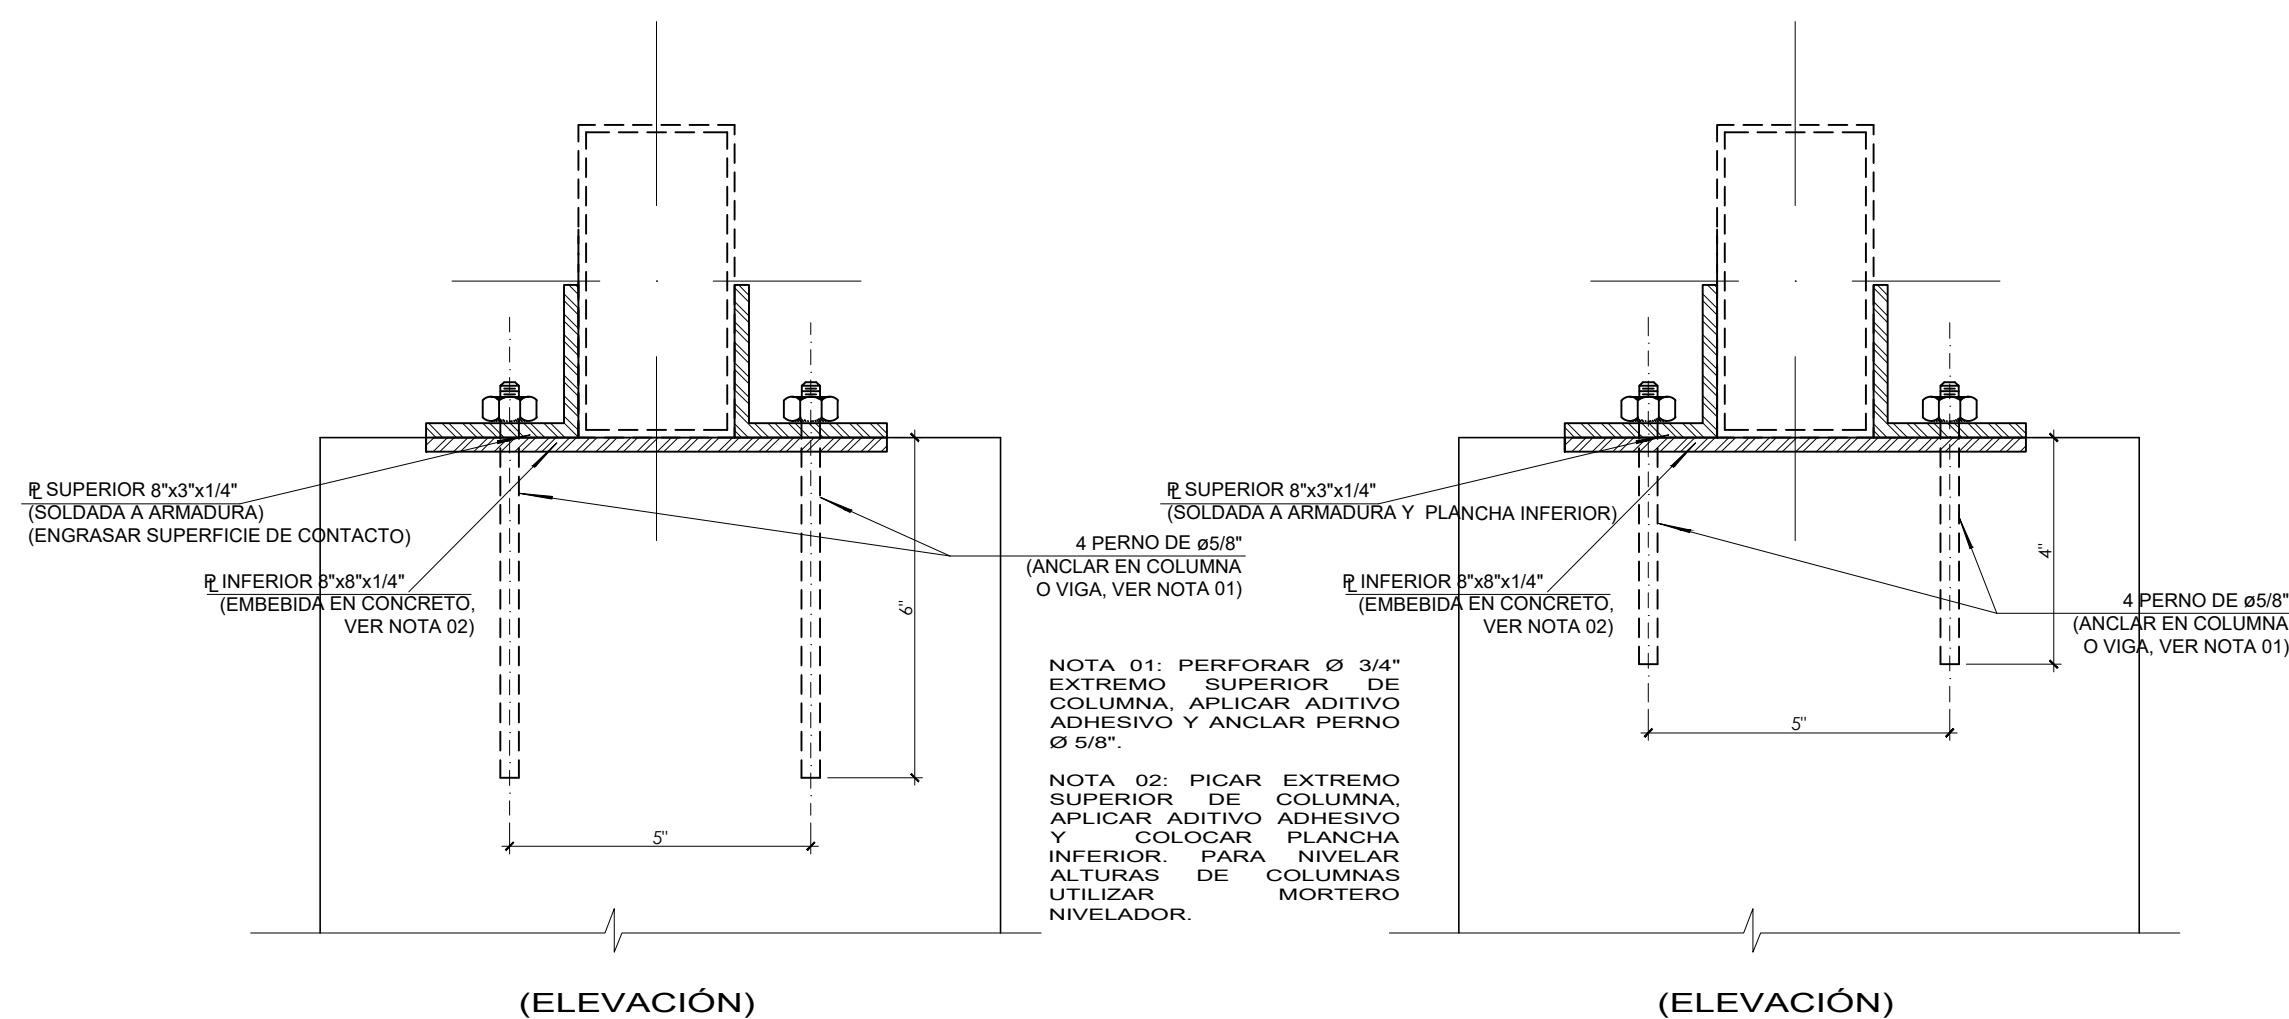 ℄ SUPERIOR 8"x3"x1/4"
(SOLDADA A ARMADURA)
(ENGRASAR SUPERFICIE DE CONTACTO)
℄ INFERIOR 8"x8"x1/4"
(EMBEBIDA EN CONCRETO,
VER NOTA 02)
4 PERNO DE ø5/8"
(ANCLAR EN COLUMNA
O VIGA, VER NOTA 01)
6"
5"
(ELEVACIÓN)
NOTA 01: PERFORAR Ø 3/4"
EXTREMO SUPERIOR DE
COLUMNA, APLICAR ADITIVO
ADHESIVO Y ANCLAR PERNO
Ø 5/8".
NOTA 02: PICAR EXTREMO
SUPERIOR DE COLUMNA,
APLICAR ADITIVO ADHESIVO
Y COLOCAR PLANCHA
INFERIOR. PARA NIVELAR
ALTURAS DE COLUMNAS
UTILIZAR MORTERO
NIVELADOR.
℄ SUPERIOR 8"x3"x1/4"
(SOLDADA A ARMADURA Y PLANCHA INFERIOR)
℄ INFERIOR 8"x8"x1/4"
(EMBEBIDA EN CONCRETO,
VER NOTA 02)
4 PERNO DE ø5/8"
(ANCLAR EN COLUMNA
O VIGA, VER NOTA 01)
4"
5"
(ELEVACIÓN)